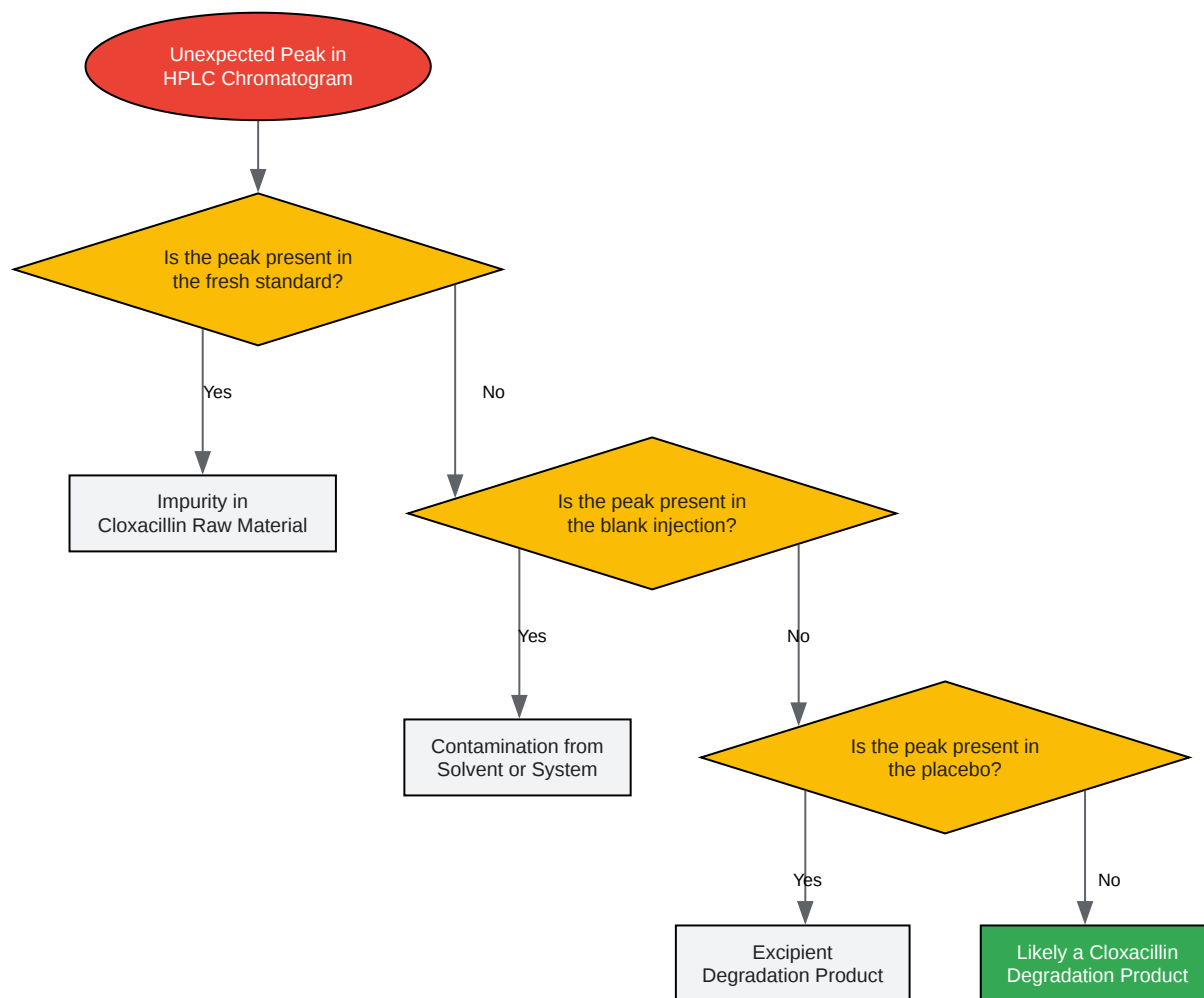 Unexpected Peak in
HPLC Chromatogram
Is the peak present in
the fresh standard?
Yes
No
Impurity in
Cloxacillin Raw Material
Is the peak present in
the blank injection?
Yes
No
Contamination from
Solvent or System
Is the peak present in
the placebo?
Yes
No
Excipient
Degradation Product
Likely a Cloxacillin
Degradation Product